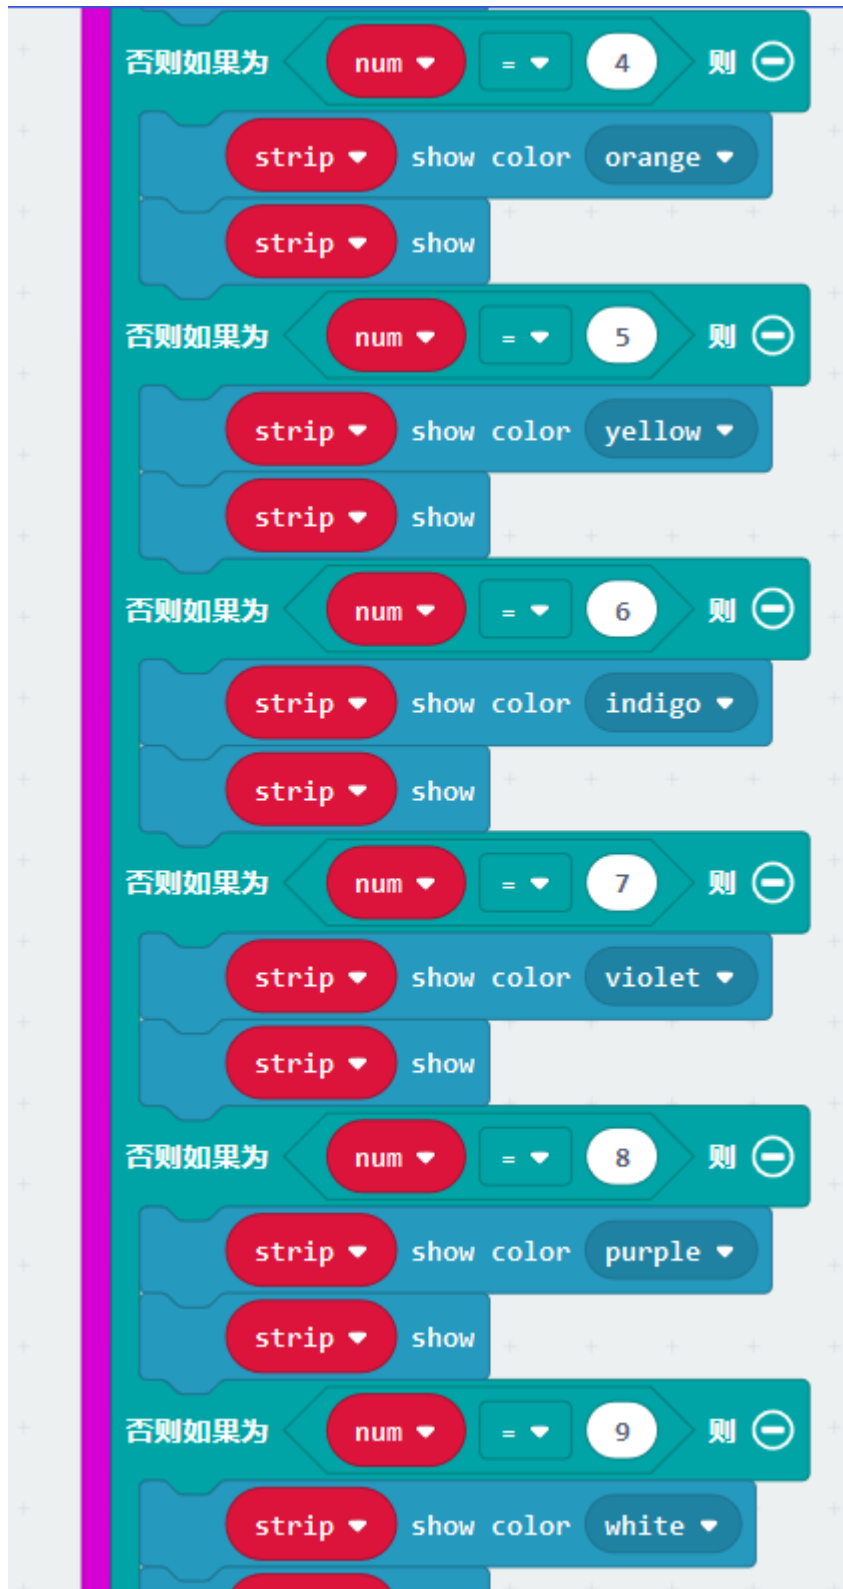 否则如果为 num = 4 则
strip show color orange
strip show
否则如果为 num = 5 则
strip show color yellow
strip show
否则如果为 num = 6 则
strip show color indigo
strip show
否则如果为 num = 7 则
strip show color violet
strip show
否则如果为 num = 8 则
strip show color purple
strip show
否则如果为 num = 9 则
strip show color white